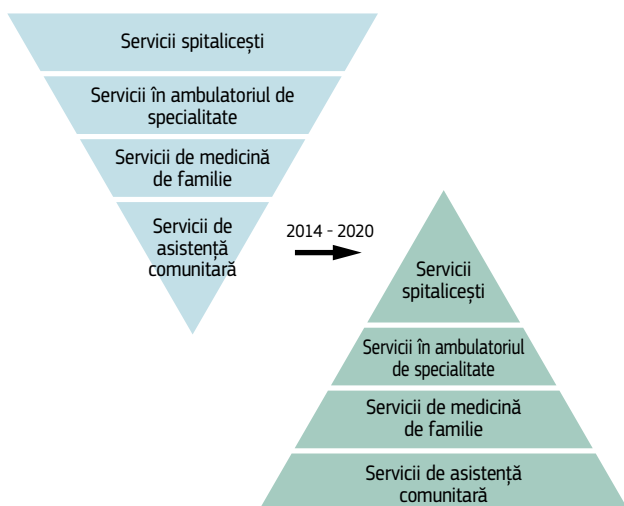 Servicii spitalicești
Servicii în ambulatoriul de
specialitate
Servicii de medicină
de familie
Servicii de
asistență
comunitară
2014 - 2020
Servicii
spitalicești
Servicii în ambulatoriul
de specialitate
Servicii de medicină
de familie
Servicii de asistență
comunitară